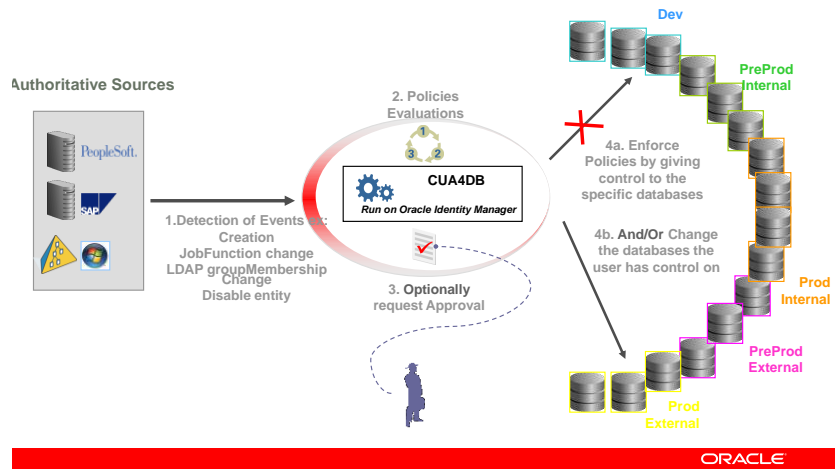 Authoritative Sources
PeopleSoft.
SAP
1.Detection of Events ex:
Creation
JobFunction change
LDAP groupMembership
Change
Disable entity
2. Policies
Evaluations
1
2
3
CUA4DB
Run on Oracle Identity Manager
3. Optionally
request Approval
4a. Enforce
Policies by giving
control to the
specific databases
4b. And/Or Change
the databases the
user has control on
Dev
PreProd
Internal
Prod
Internal
PreProd
External
Prod
External
ORACLE